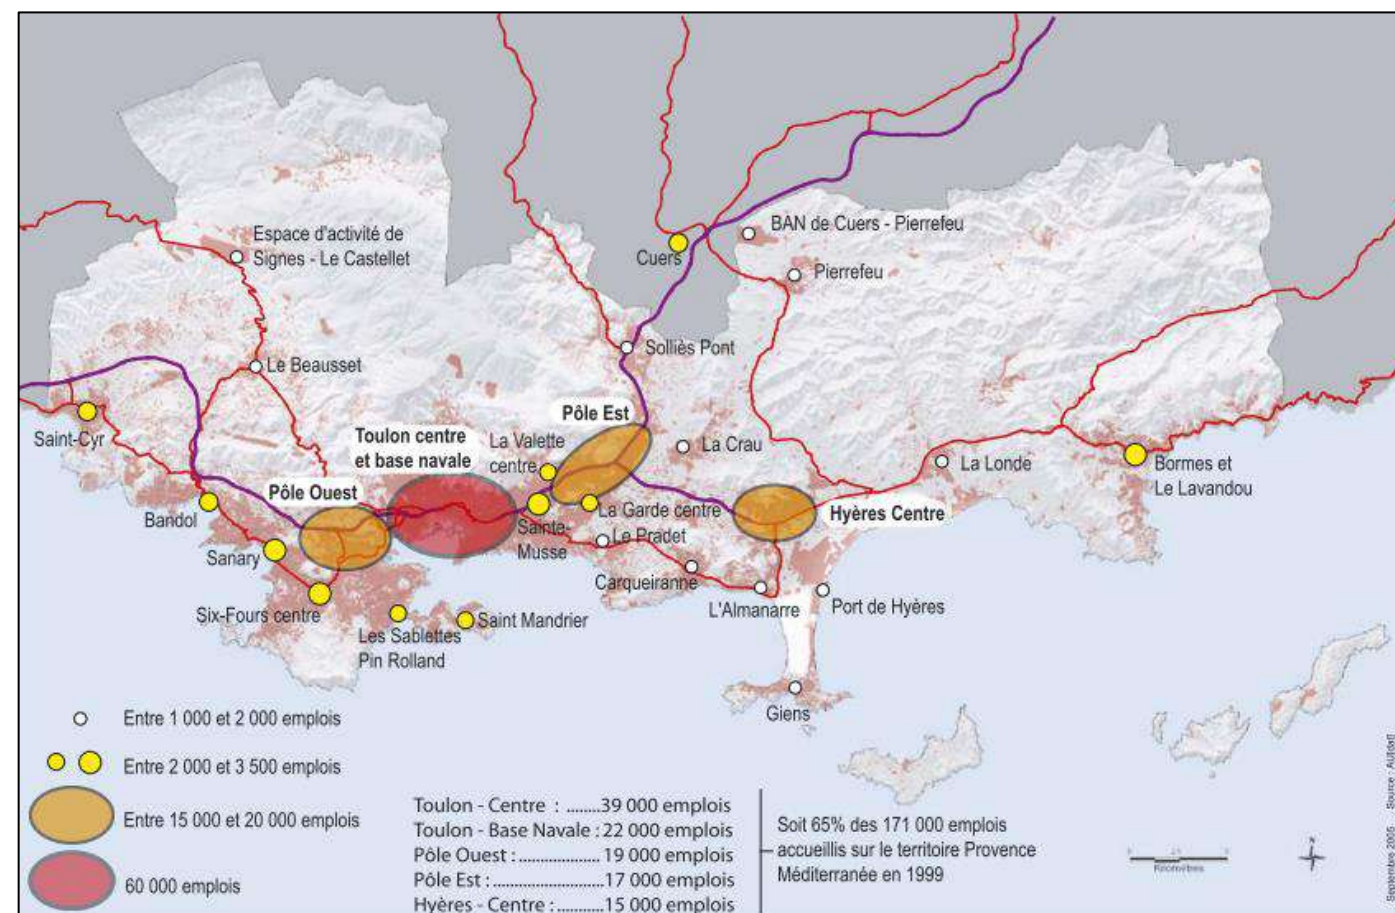 Espace d'activité de
Signes - Le Castellet
Cuers
BAN de Cuers - Pierrefeu
Pierrefeu
Solliès Pont
Le Beausset
Saint-Cyr
Pôle Est
Toulon centre
et base navale
La Valette
centre
La Crau
La Londe
Bormes et
Le Lavandou
Pôle Ouest
Bandol
La Garde centre
Hyères Centre
Sainte-
Musse
Le Pradet
Sanary
Carqueiranne
L'Almanarre
Port de Hyères
Six-Fours centre
Les Sablettes
Pin Rolland
Saint Mandrier
Giens
Entre 1 000 et 2 000 emplois
Entre 2 000 et 3 500 emplois
Entre 15 000 et 20 000 emplois
60 000 emplois
Toulon - Centre : ........39 000 emplois
Toulon - Base Navale : 22 000 emplois
Pôle Ouest : ................... 19 000 emplois
Pôle Est : ..........................17 000 emplois
Hyères - Centre : ...........15 000 emplois
Soit 65% des 171 000 emplois
accueillis sur le territoire Provence
Méditerranée en 1999
Kilomètres
Septembre 2005 - Source :